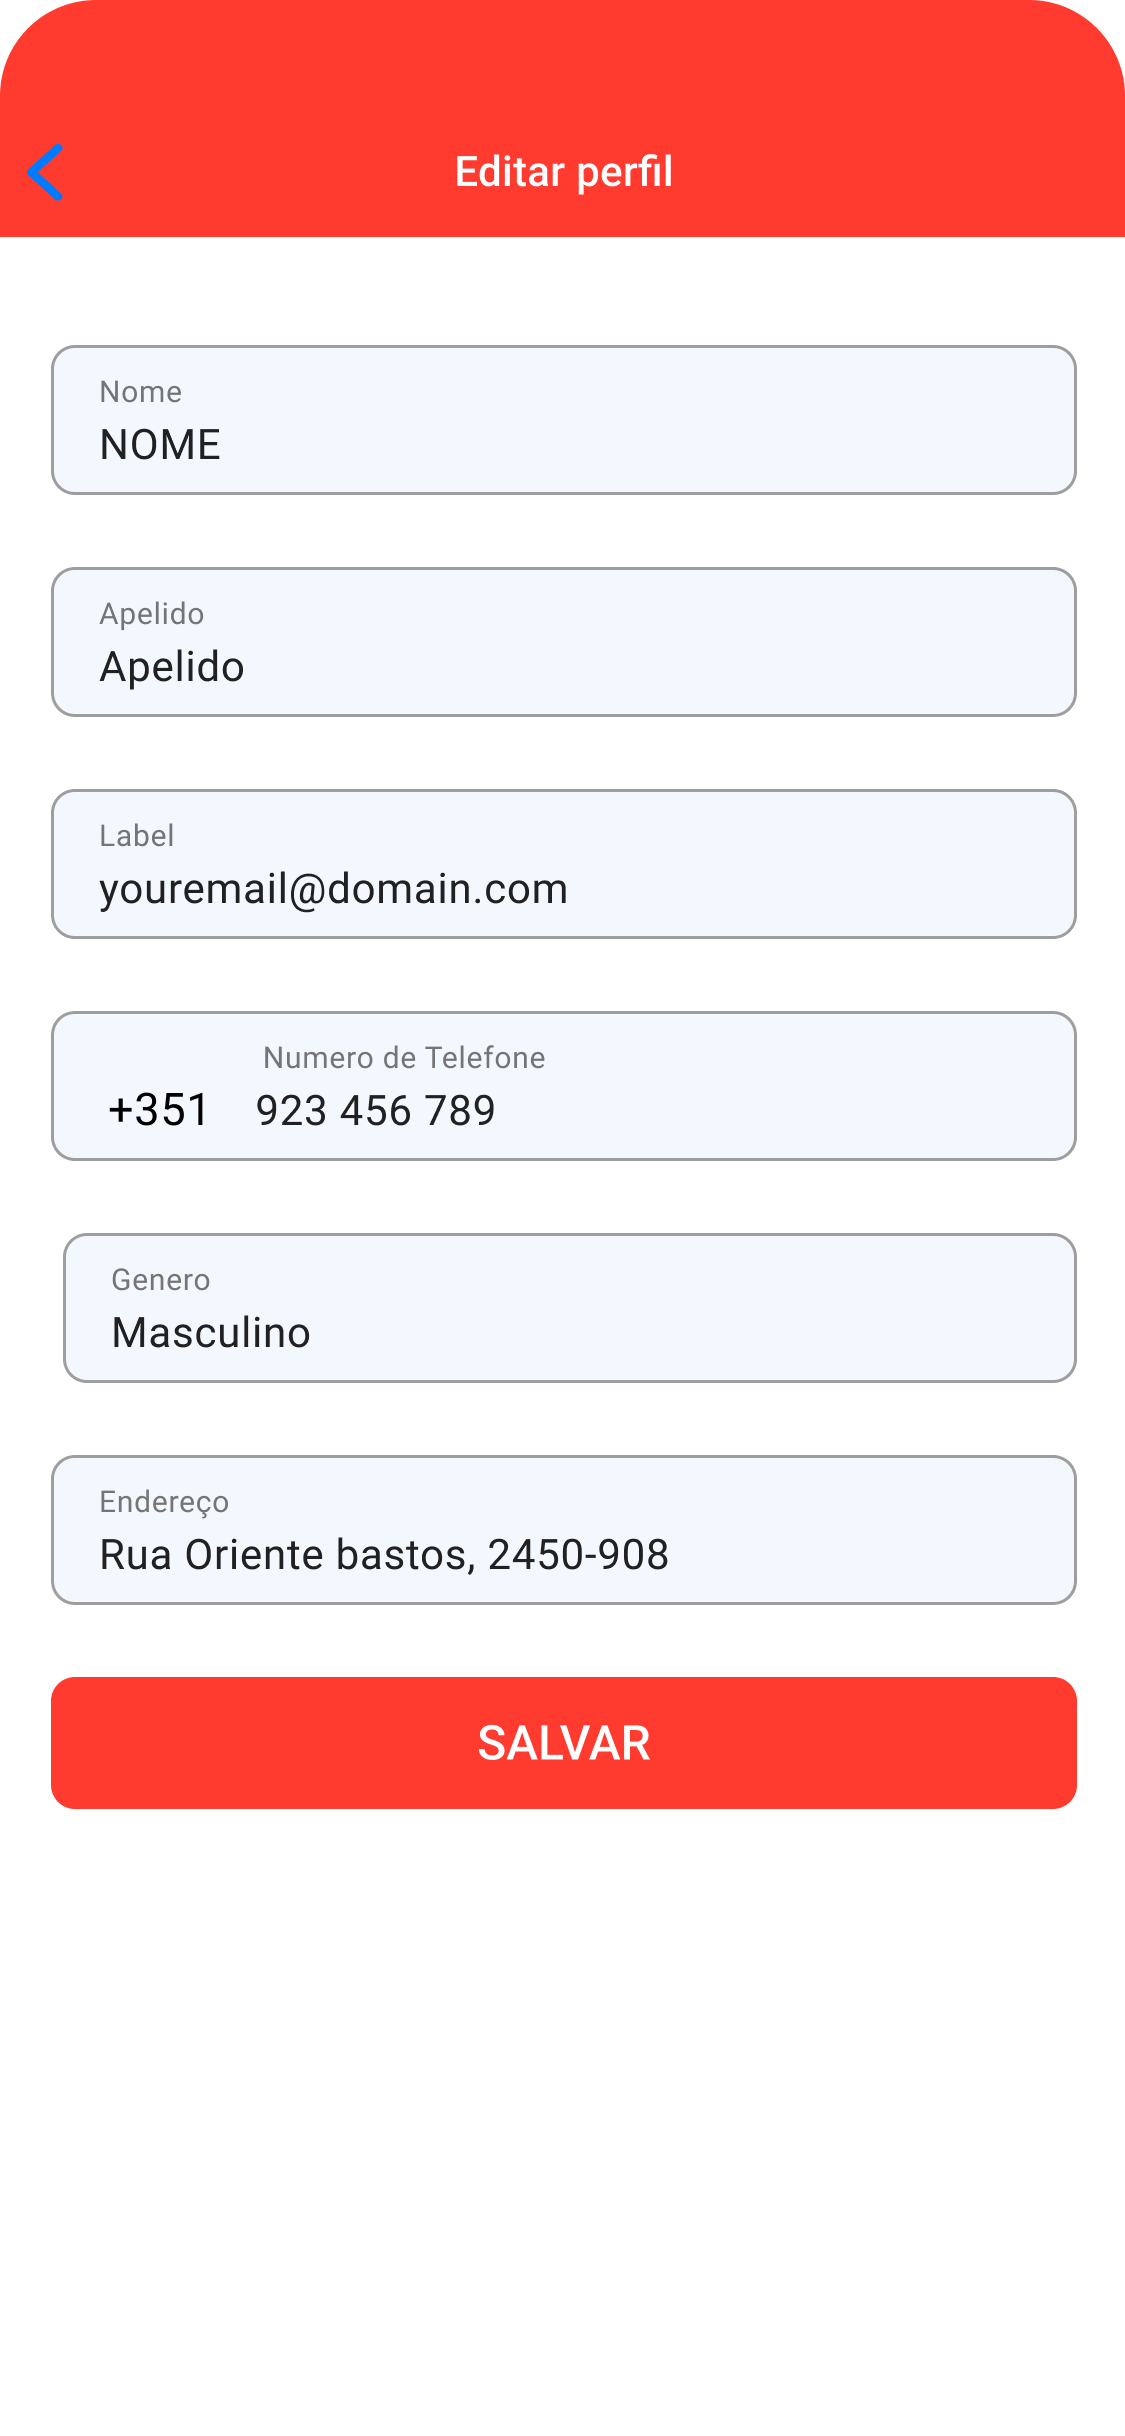 Editar perfil
Nome
NOME
Apelido
Apelido
Label
youremail@domain.com
Numero de Telefone
+351 923 456 789
Genero
Masculino
Endereço
Rua Oriente bastos, 2450-908
SALVAR